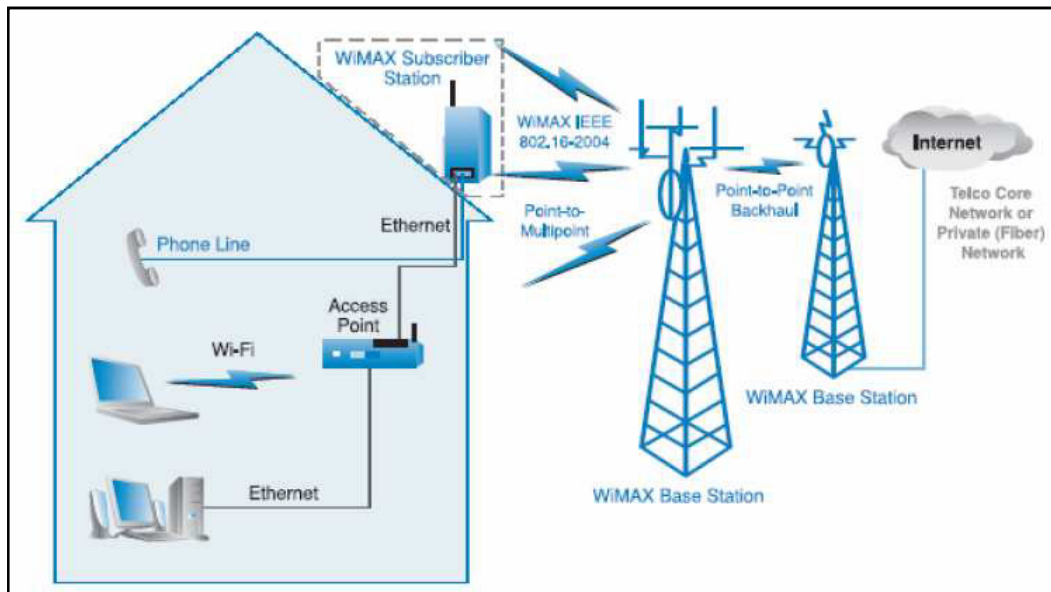 WiMAX Subscriber
Station
WiMAX IEEE
802.16-2004
Internet
Point-to-Point
Backhaul
Telco Core
Network or
Private (Fiber)
Network
Ethernet
Point-to-
Multipoint
Phone Line
Access
Point
Wi-Fi
WiMAX Base Station
Ethernet
WiMAX Base Station